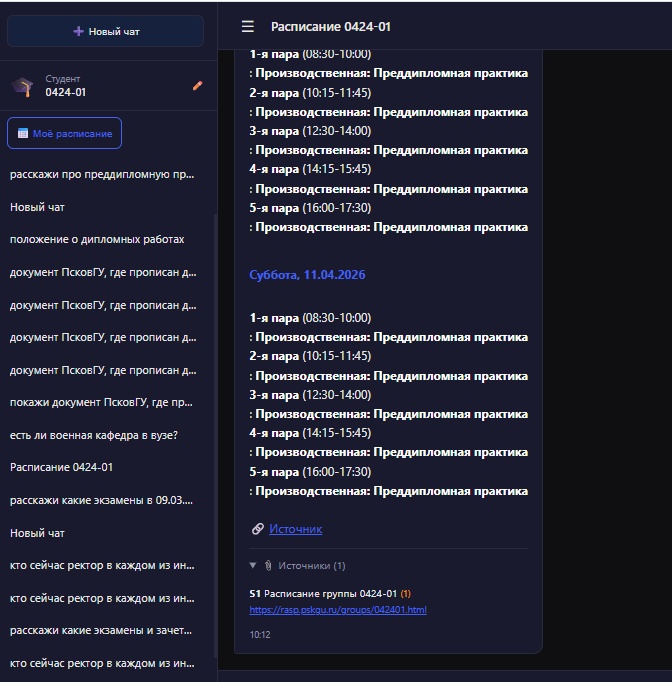 Новый чат
Студент
0424-01
Моё расписание
расскажи про преддипломную пр...
Новый чат
положение о дипломных работах
документ ПсковГУ, где прописан д...
документ ПсковГУ, где прописан д...
документ ПсковГУ, где прописан д...
документ ПсковГУ, где прописан д...
покажи документ ПсковГУ, где пр...
есть ли военная кафедра в вузе?
Расписание 0424-01
расскажи какие экзамены в 09.03....
Новый чат
кто сейчас ректор в каждом из ин...
кто сейчас ректор в каждом из ин...
расскажи какие экзамены и зачет...
кто сейчас ректор в каждом из ин...
Расписание 0424-01
1-я пара (08:30-10:00)
: Производственная: Преддипломная практика
2-я пара (10:15-11:45)
: Производственная: Преддипломная практика
3-я пара (12:30-14:00)
: Производственная: Преддипломная практика
4-я пара (14:15-15:45)
: Производственная: Преддипломная практика
5-я пара (16:00-17:30)
: Производственная: Преддипломная практика
Суббота, 11.04.2026
1-я пара (08:30-10:00)
: Производственная: Преддипломная практика
2-я пара (10:15-11:45)
: Производственная: Преддипломная практика
3-я пара (12:30-14:00)
: Производственная: Преддипломная практика
4-я пара (14:15-15:45)
: Производственная: Преддипломная практика
5-я пара (16:00-17:30)
: Производственная: Преддипломная практика
Источник
Источники (1)
S1 Расписание группы 0424-01 (1)
https://rasp.pskgu.ru/groups/042401.html
10:12